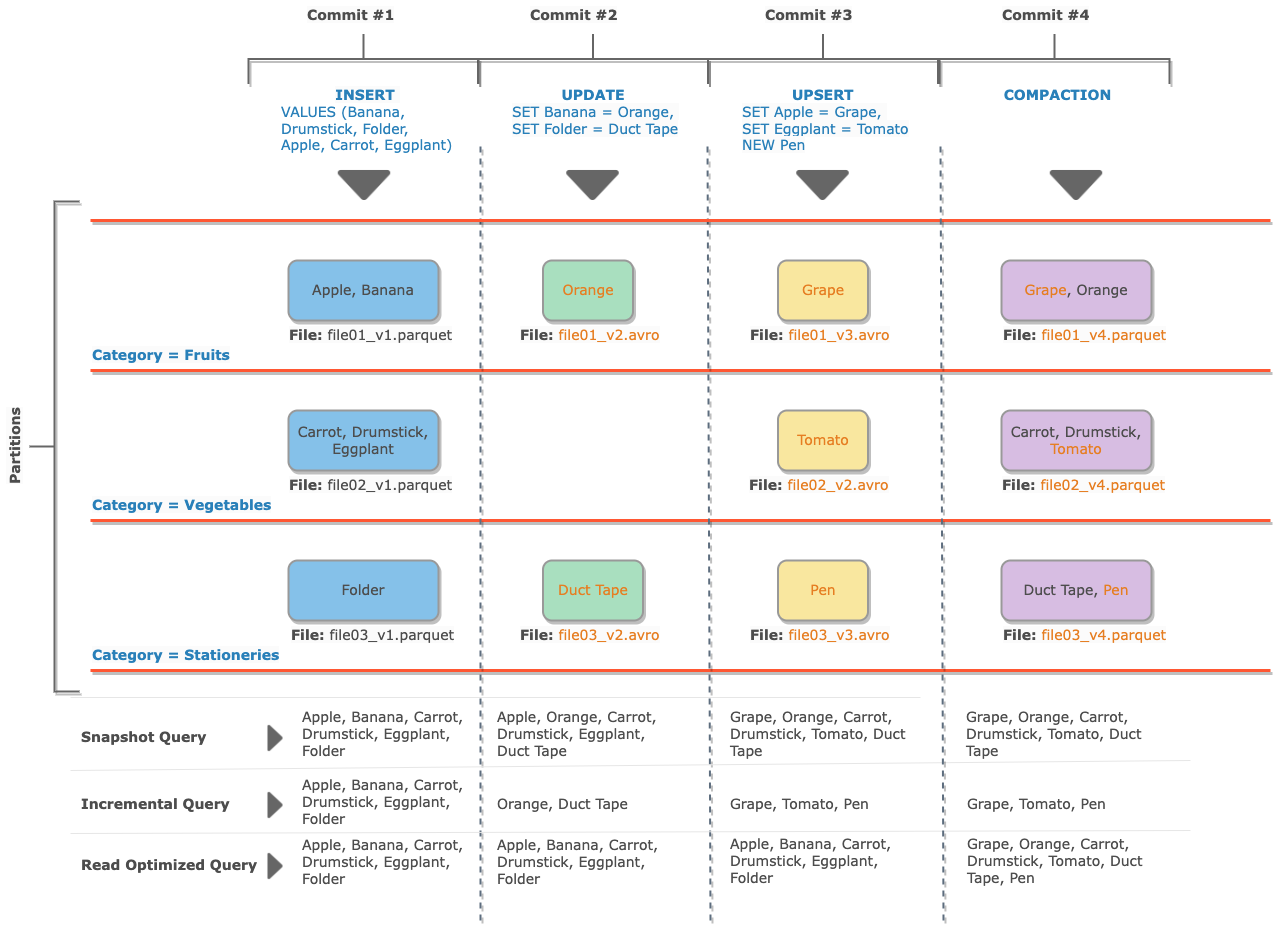 Commit #1
Commit #2
Commit #3
Commit #4
INSERT
VALUES (Banana,
Drumstick, Folder,
Apple, Carrot, Eggplant)
UPDATE
SET Banana = Orange,
SET Folder = Duct Tape
UPSERT
SET Apple = Grape,
SET Eggplant = Tomato
NEW Pen
COMPACTION
Partitions
Apple, Banana
File: file01_v1.parquet
Orange
File: file01_v2.avro
Grape
File: file01_v3.avro
Grape, Orange
File: file01_v4.parquet
Category = Fruits
Carrot, Drumstick,
Eggplant
File: file02_v1.parquet
Tomato
File: file02_v2.avro
Carrot, Drumstick,
Tomato
File: file02_v4.parquet
Category = Vegetables
Folder
File: file03_v1.parquet
Duct Tape
File: file03_v2.avro
Pen
File: file03_v3.avro
Duct Tape, Pen
File: file03_v4.parquet
Category = Stationeries
Snapshot Query
Apple, Banana, Carrot,
Drumstick, Eggplant,
Folder
Apple, Orange, Carrot,
Drumstick, Eggplant,
Duct Tape
Grape, Orange, Carrot,
Drumstick, Tomato, Duct
Tape
Grape, Orange, Carrot,
Drumstick, Tomato, Duct
Tape
Incremental Query
Apple, Banana, Carrot,
Drumstick, Eggplant,
Folder
Orange, Duct Tape
Grape, Tomato, Pen
Grape, Tomato, Pen
Read Optimized Query
Apple, Banana, Carrot,
Drumstick, Eggplant,
Folder
Apple, Banana, Carrot,
Drumstick, Eggplant,
Folder
Apple, Banana, Carrot,
Drumstick, Eggplant,
Folder
Grape, Orange, Carrot,
Drumstick, Tomato, Duct
Tape, Pen